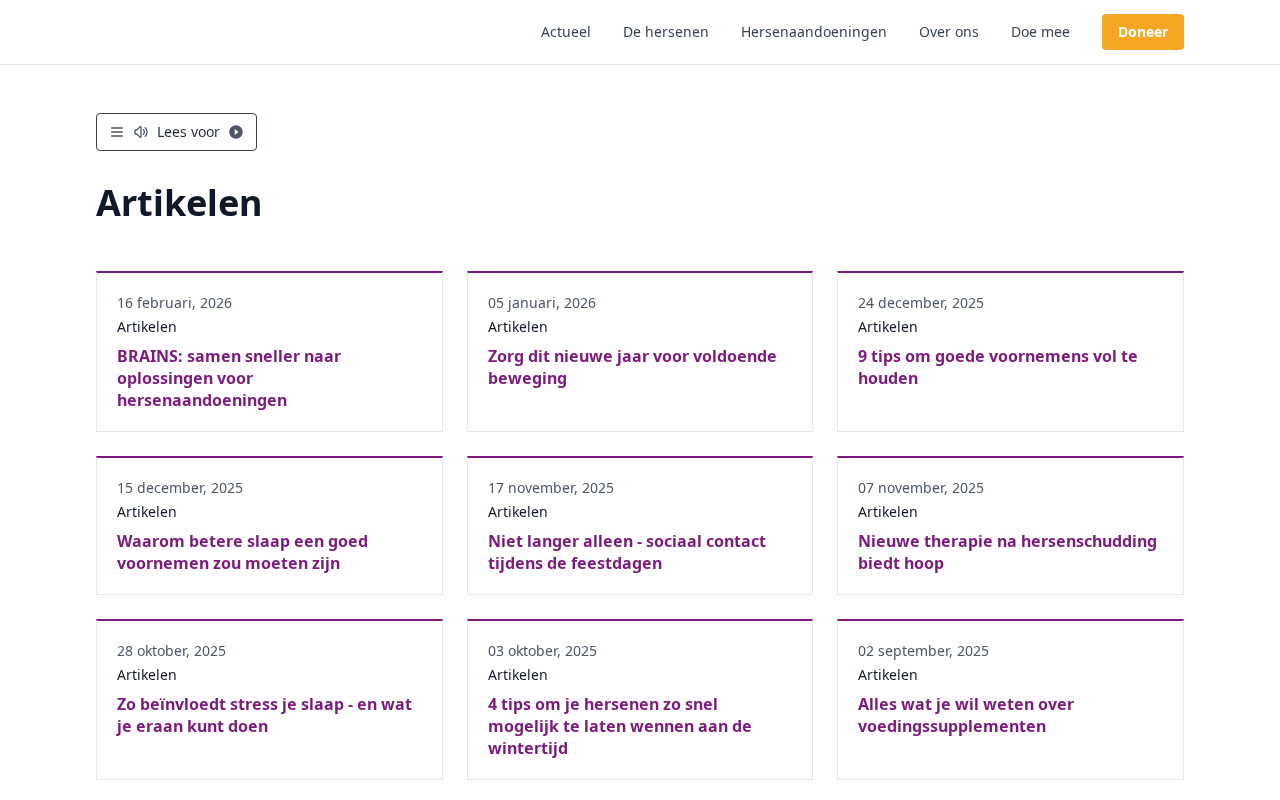 Actueel De hersenen Hersenaandoeningen Over ons Doe mee Doneer
Lees voor
Artikelen
16 februari, 2026
Artikelen
BRAINS: samen sneller naar
oplossingen voor
hersenaandoeningen
05 januari, 2026
Artikelen
Zorg dit nieuwe jaar voor voldoende
beweging
24 december, 2025
Artikelen
9 tips om goede voornemens vol te
houden
15 december, 2025
Artikelen
Waarom betere slaap een goed
voornemen zou moeten zijn
17 november, 2025
Artikelen
Niet langer alleen - sociaal contact
tijdens de feestdagen
07 november, 2025
Artikelen
Nieuwe therapie na hersenschudding
biedt hoop
28 oktober, 2025
Artikelen
Zo beïnvloedt stress je slaap - en wat
je eraan kunt doen
03 oktober, 2025
Artikelen
4 tips om je hersenen zo snel
mogelijk te laten wennen aan de
wintertijd
02 september, 2025
Artikelen
Alles wat je wil weten over
voedingssupplementen